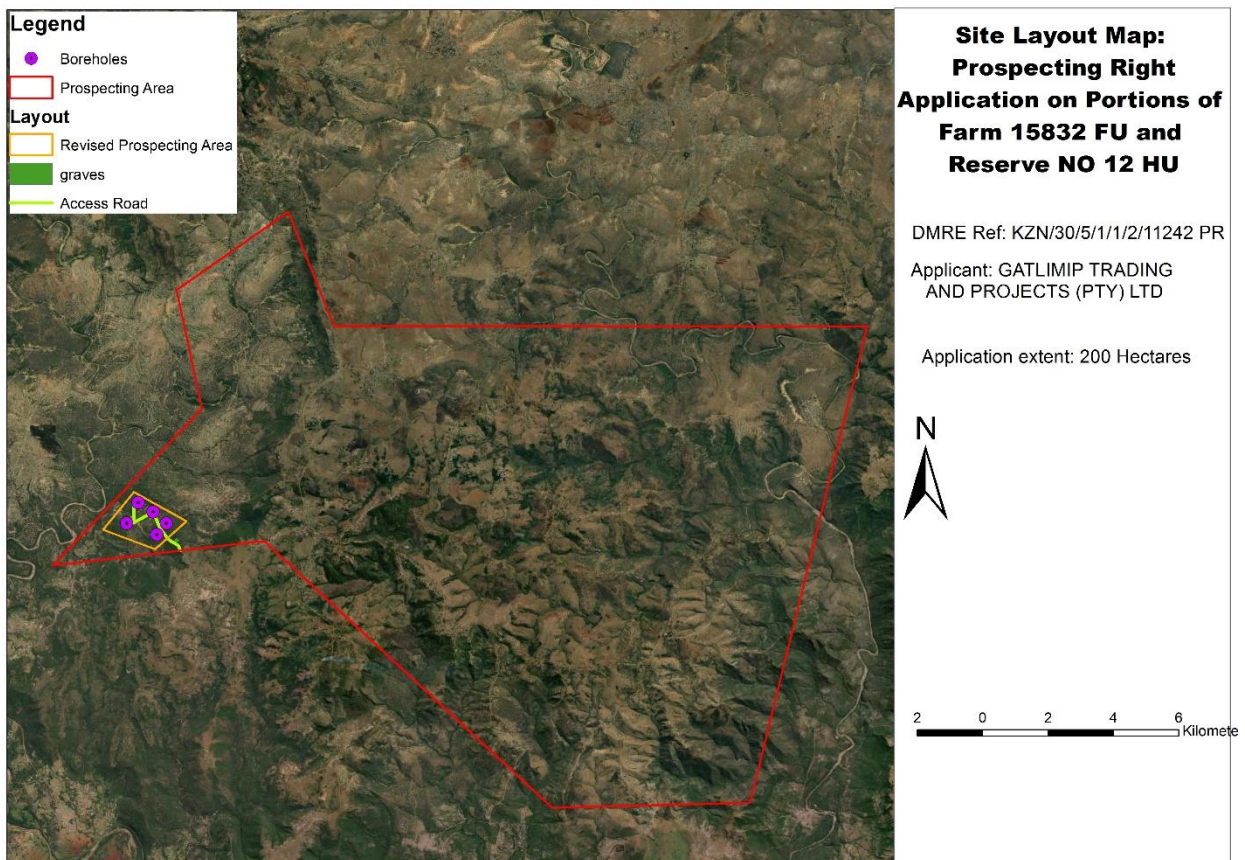 Legend
Boreholes
Prospecting Area
Layout
Revised Prospecting Area
graves
Access Road
Site Layout Map:
Prospecting Right
Application on Portions of
Farm 15832 FU and
Reserve NO 12 HU
DMRE Ref: KZN/30/5/1/1/2/11242 PR
Applicant: GATLIMIP TRADING
AND PROJECTS (PTY) LTD
Application extent: 200 Hectares
N
2 0 2 4 6
Kilomete